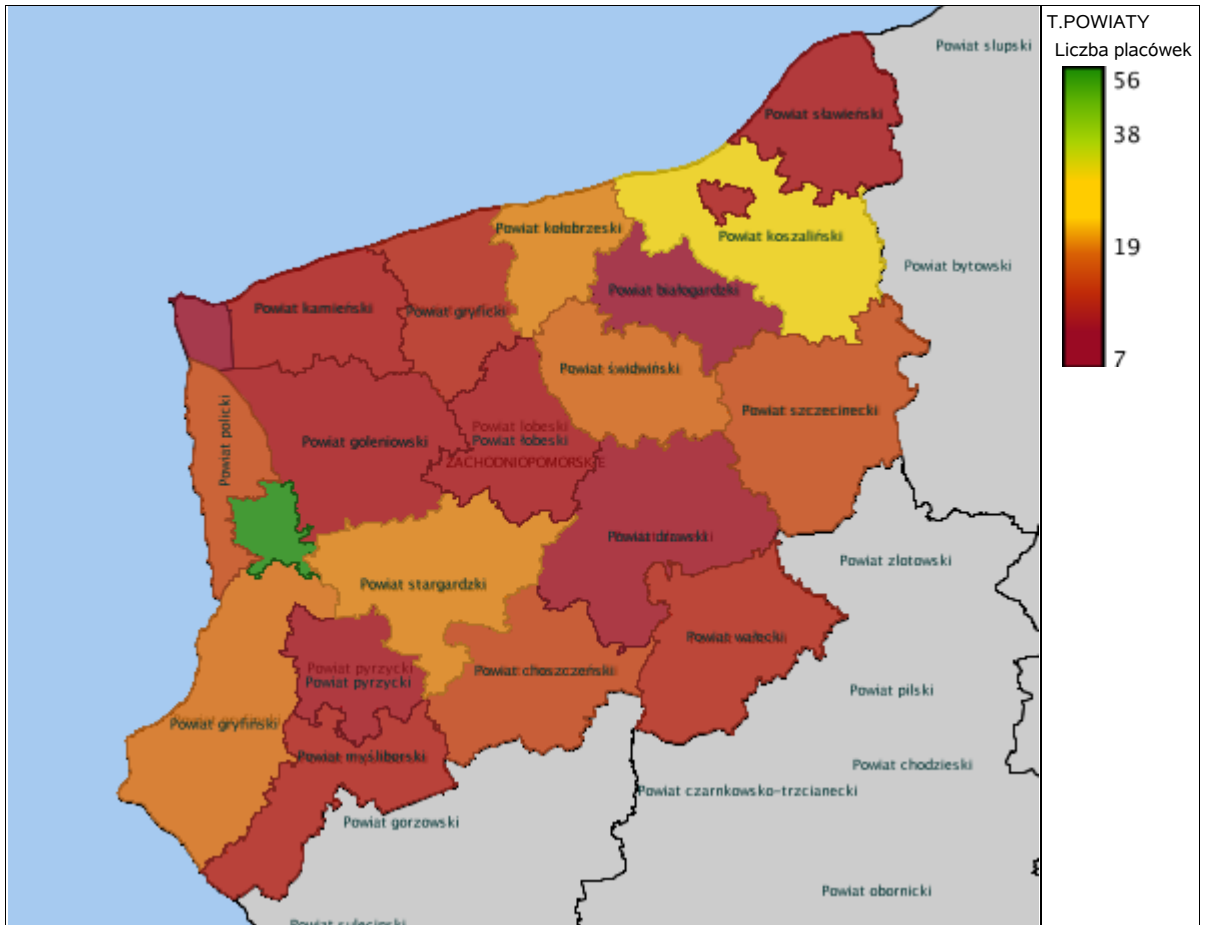 T.POWIATY
Liczba placówek
56
38
19
7
Powiat slupski
Powiat sławieński
Powiat kołobrzeski
Powiat koszaliński
Powiat bytowski
Powiat białogardzki
Powiat kamieński
Powiat gryficki
Powiat świdwiński
Powiat szczecinecki
Powiat policki
Powiat goleniowski
Powiat lobeski
Powiat łobeski
ZACHODNIOPOMORSKIE
Powiat drawski
Powiat zlotowski
Powiat stargardzki
Powiat wałecki
Powiat choszczeński
Powiat pyrzycki
Powiat pyrzycki
Powiat pilski
Powiat gryfiński
Powiat myśliborski
Powiat chodzieski
Powiat czarnkowsko-trzcianecki
Powiat gorzowski
Powiat obornicki
Powiat sulecinski